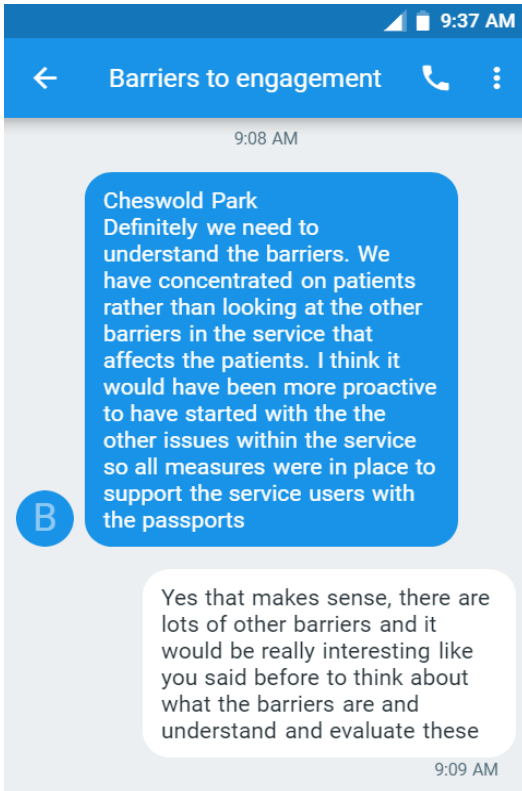 9:37 AM
Barriers to engagement
9:08 AM
Cheswold Park
Definitely we need to
understand the barriers. We
have concentrated on patients
rather than looking at the other
barriers in the service that
affects the patients. I think it
would have been more proactive
to have started with the the
other issues within the service
so all measures were in place to
support the service users with
the passports
B
Yes that makes sense, there are
lots of other barriers and it
would be really interesting like
you said before to think about
what the barriers are and
understand and evaluate these
9:09 AM